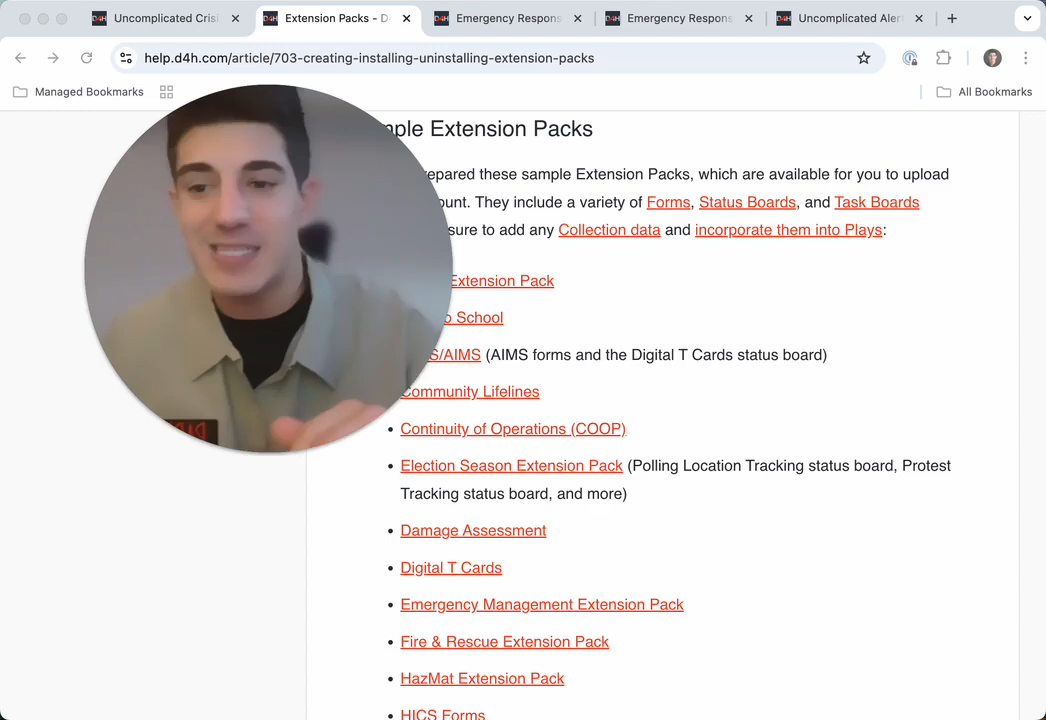 Uncomplicated Cris
Extension Packs - D
Emergency Respons
Emergency Respons
Uncomplicated Aler
help.d4h.com/article/703-creating-installing-uninstalling-extension-packs
Managed Bookmarks
All Bookmarks
ple Extension Packs
repared these sample Extension Packs, which are available for you to upload
ount. They include a variety of Forms, Status Boards, and Task Boards
sure to add any Collection data and incorporate them into Plays:
Extension Pack
o School
S/AIMS (AIMS forms and the Digital T Cards status board)
Community Lifelines
Continuity of Operations (COOP)
Election Season Extension Pack (Polling Location Tracking status board, Protest
Tracking status board, and more)
Damage Assessment
Digital T Cards
Emergency Management Extension Pack
Fire & Rescue Extension Pack
HazMat Extension Pack
HICS Forms